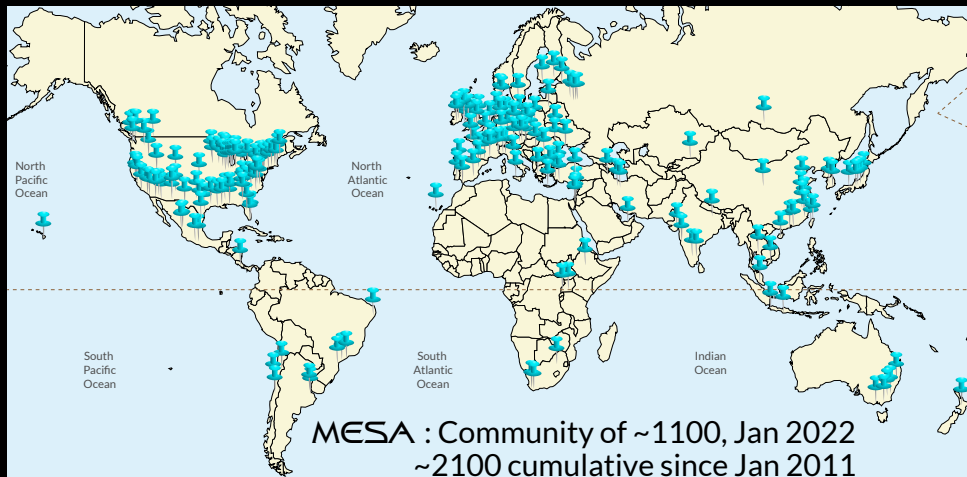 North
Pacific
Ocean
North
Atlantic
Ocean
South
Pacific
Ocean
South
Atlantic
Ocean
Indian
Ocean
MESA : Community of ~1100, Jan 2022
~2100 cumulative since Jan 2011